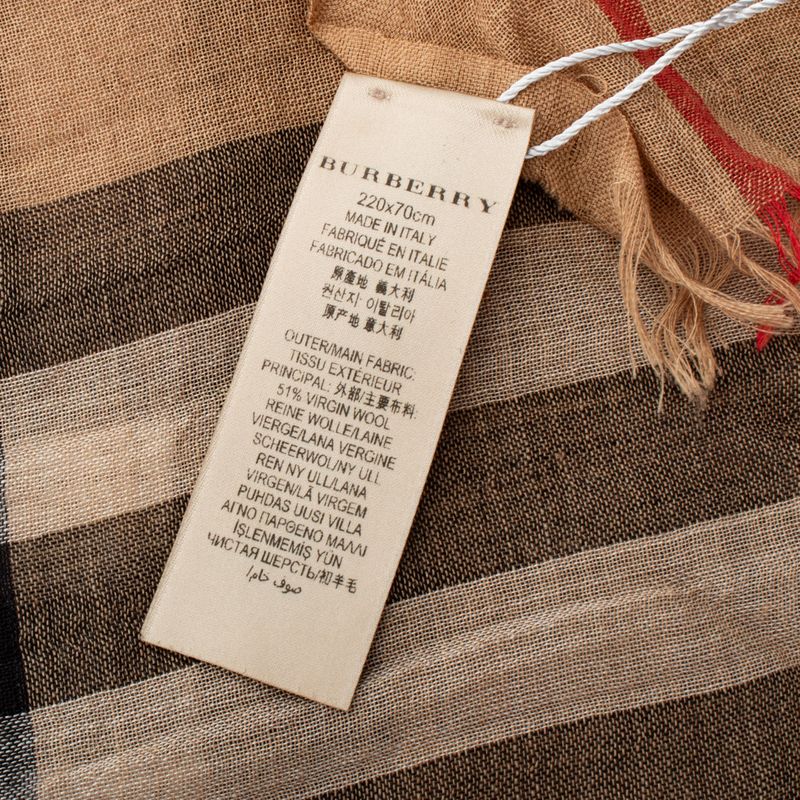 BURBERRY
220x70cm
MADE IN ITALY
FABRIQUÉ EN ITALIE
FABRICADO EM ITÁLIA
原產地 義大利
원산지: 이탈리아
原产地 意大利
OUTER/MAIN FABRIC:
TISSU EXTÉRIEUR
PRINCIPAL: 外部/主要布料:
51% VIRGIN WOOL
REINE WOLLE/LAINE
VIERGE/LANA VERGINE
SCHEERWOL/NY ULL
REN NY ULL/LANA
VIRGEN/LÃ VIRGEM
PUHDAS UUSI VILLA
ΑΓΝΟ ΠΑΡΘΕΝΟ ΜΑΛΛΙ
İŞLENMEMİŞ YÜN
ЧИСТАЯ ШЕРСТЬ/初羊毛
صوف خام/